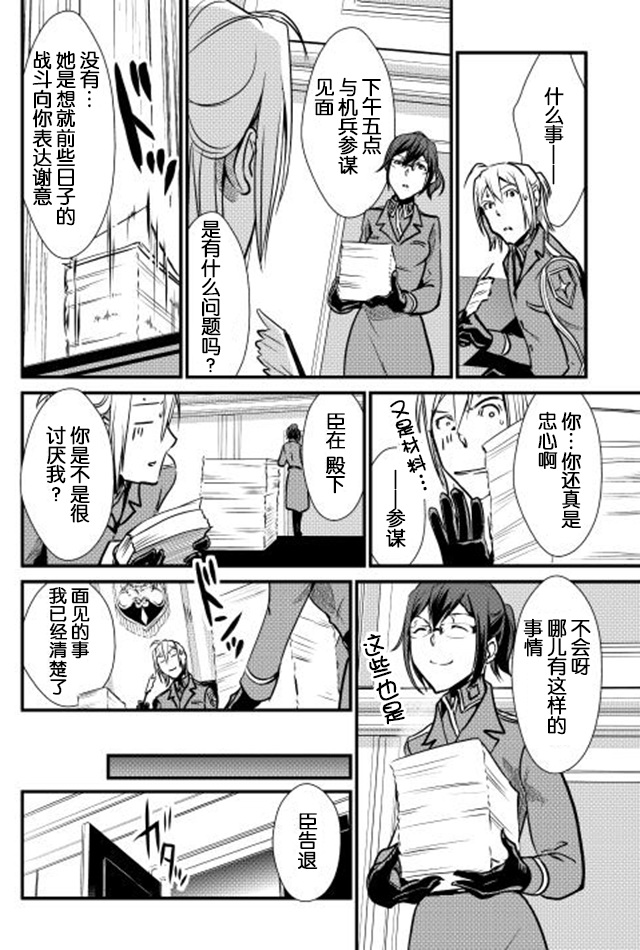 什么事——
下午五点
与机兵参谋
见面
是有什么问题吗？
没有…
她是想就前些日子的
战斗向你表达谢意
你…你还真是
忠心啊
又是材料…
——参谋
臣在 殿下
你是不是很
讨厌我？
不会呀
哪儿有这样的
事情
这些也是
面见的事
我已经清楚了
臣告退
ガタ